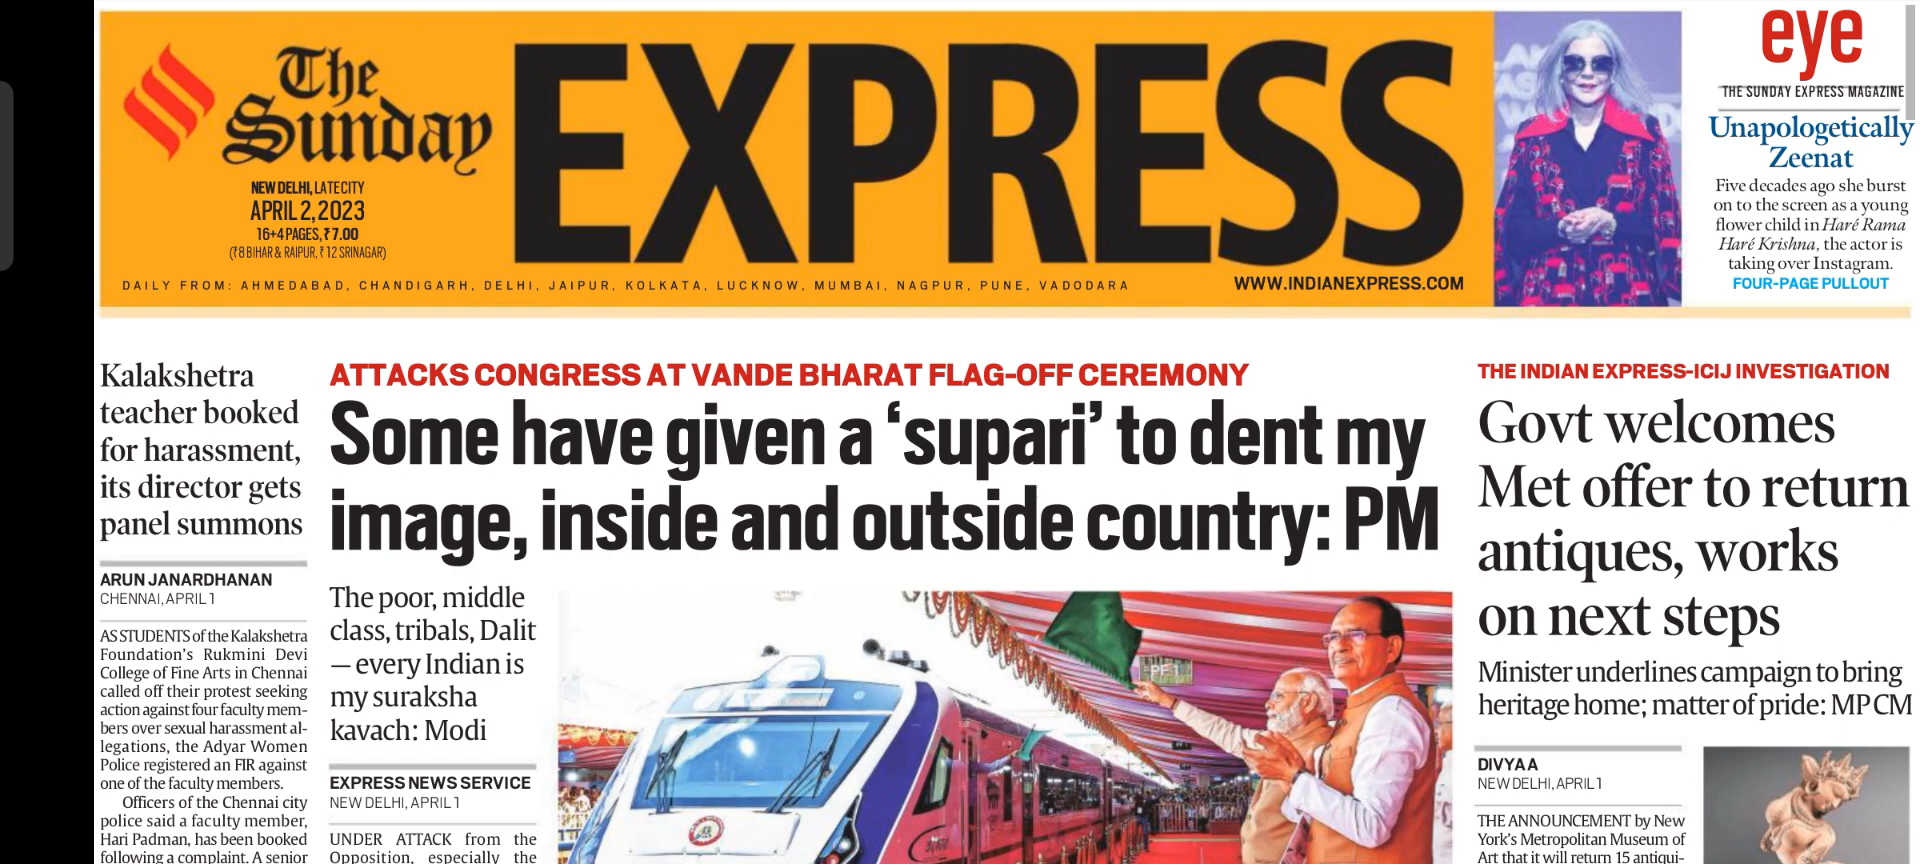 The
Sunday
EXPRESS
NEW DELHI, LATE CITY
APRIL 2, 2023
16+4 PAGES, ₹7.00
(₹8 BIHAR & RAIPUR, ₹12 SRINAGAR)
DAILY FROM: AHMEDABAD, CHANDIGARH, DELHI, JAIPUR, KOLKATA, LUCKNOW, MUMBAI, NAGPUR, PUNE, VADODARA
WWW.INDIANEXPRESS.COM
eye
THE SUNDAY EXPRESS MAGAZINE
Unapologetically
Zeenat
Five decades ago she burst
on to the screen as a young
flower child in Haré Rama
Haré Krishna, the actor is
taking over Instagram.
FOUR-PAGE PULLOUT
Kalakshetra
teacher booked
for harassment,
its director gets
panel summons
ARUN JANARDHANAN
CHENNAI, APRIL 1
AS STUDENTS of the Kalakshetra
Foundation's Rukmini Devi
College of Fine Arts in Chennai
called off their protest seeking
action against four faculty mem-
bers over sexual harassment al-
legations, the Adyar Women
Police registered an FIR against
one of the faculty members.
Officers of the Chennai city
police said a faculty member,
Hari Padman, has been booked
following a complaint. A senior
ATTACKS CONGRESS AT VANDE BHARAT FLAG-OFF CEREMONY
Some have given a ‘supari’ to dent my
image, inside and outside country: PM
The poor, middle
class, tribals, Dalit
— every Indian is
my suraksha
kavach: Modi
EXPRESS NEWS SERVICE
NEW DELHI, APRIL 1
UNDER ATTACK from the
Opposition, especially the
PF 1
THE INDIAN EXPRESS-ICIJ INVESTIGATION
Govt welcomes
Met offer to return
antiques, works
on next steps
Minister underlines campaign to bring
heritage home; matter of pride: MP CM
DIVYA A
NEW DELHI, APRIL 1
THE ANNOUNCEMENT by New
York's Metropolitan Museum of
Art that it will return 15 antiqui-